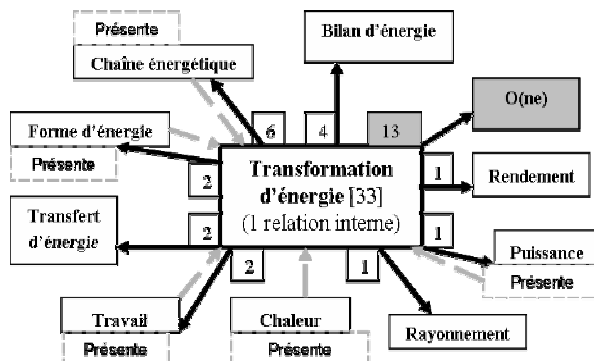 Présente
Chaîne énergétique
Bilan d'énergie
O(ne)
6
4
13
Forme d'énergie
Présente
2
Transformation
d'énergie [33]
(1 relation interne)
1
Rendement
Transfert
d'énergie
2
2
1
1
Puissance
Présente
Travail
Présente
Chaleur
Présente
Rayonnement